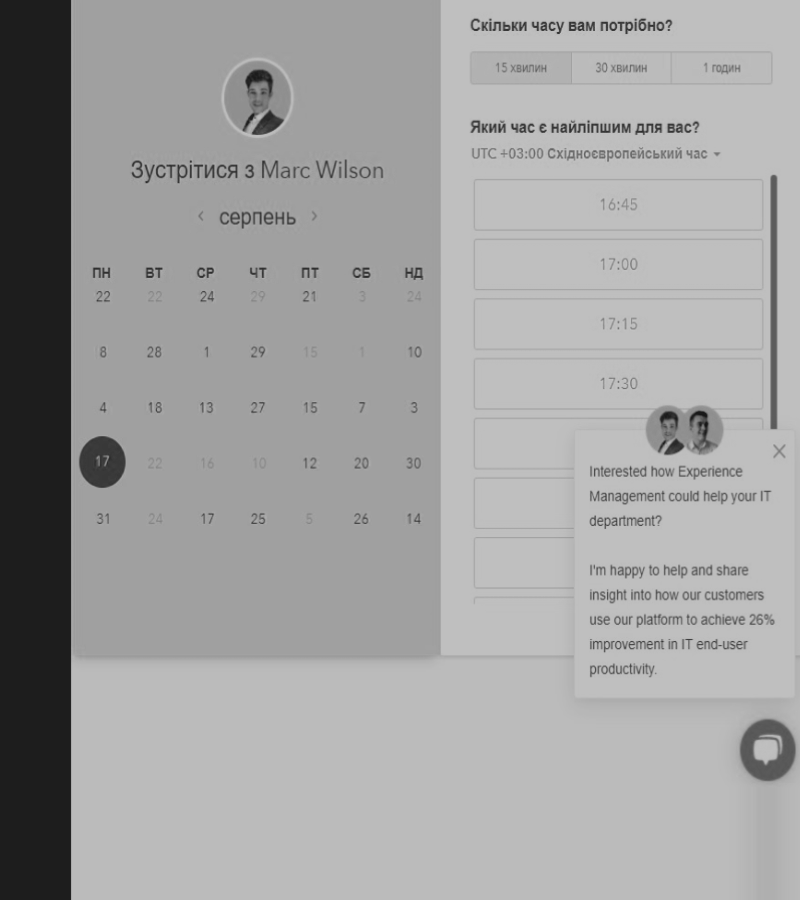 Зустрітися з Marc Wilson
серпень
ПН ВТ СР ЧТ ПТ СБ НД
22 22 24 29 21 3 24
8 28 1 29 15 1 10
4 18 13 27 15 7 3
17 22 16 10 12 20 30
31 24 17 25 5 26 14
Скільки часу вам потрібно?
15 хвилин 30 хвилин 1 годин
Який час є найліпшим для вас?
UTC +03:00 Східноєвропейський час
16:45
17:00
17:15
17:30
Interested how Experience
Management could help your IT
department?
I'm happy to help and share
insight into how our customers
use our platform to achieve 26%
improvement in IT end-user
productivity.